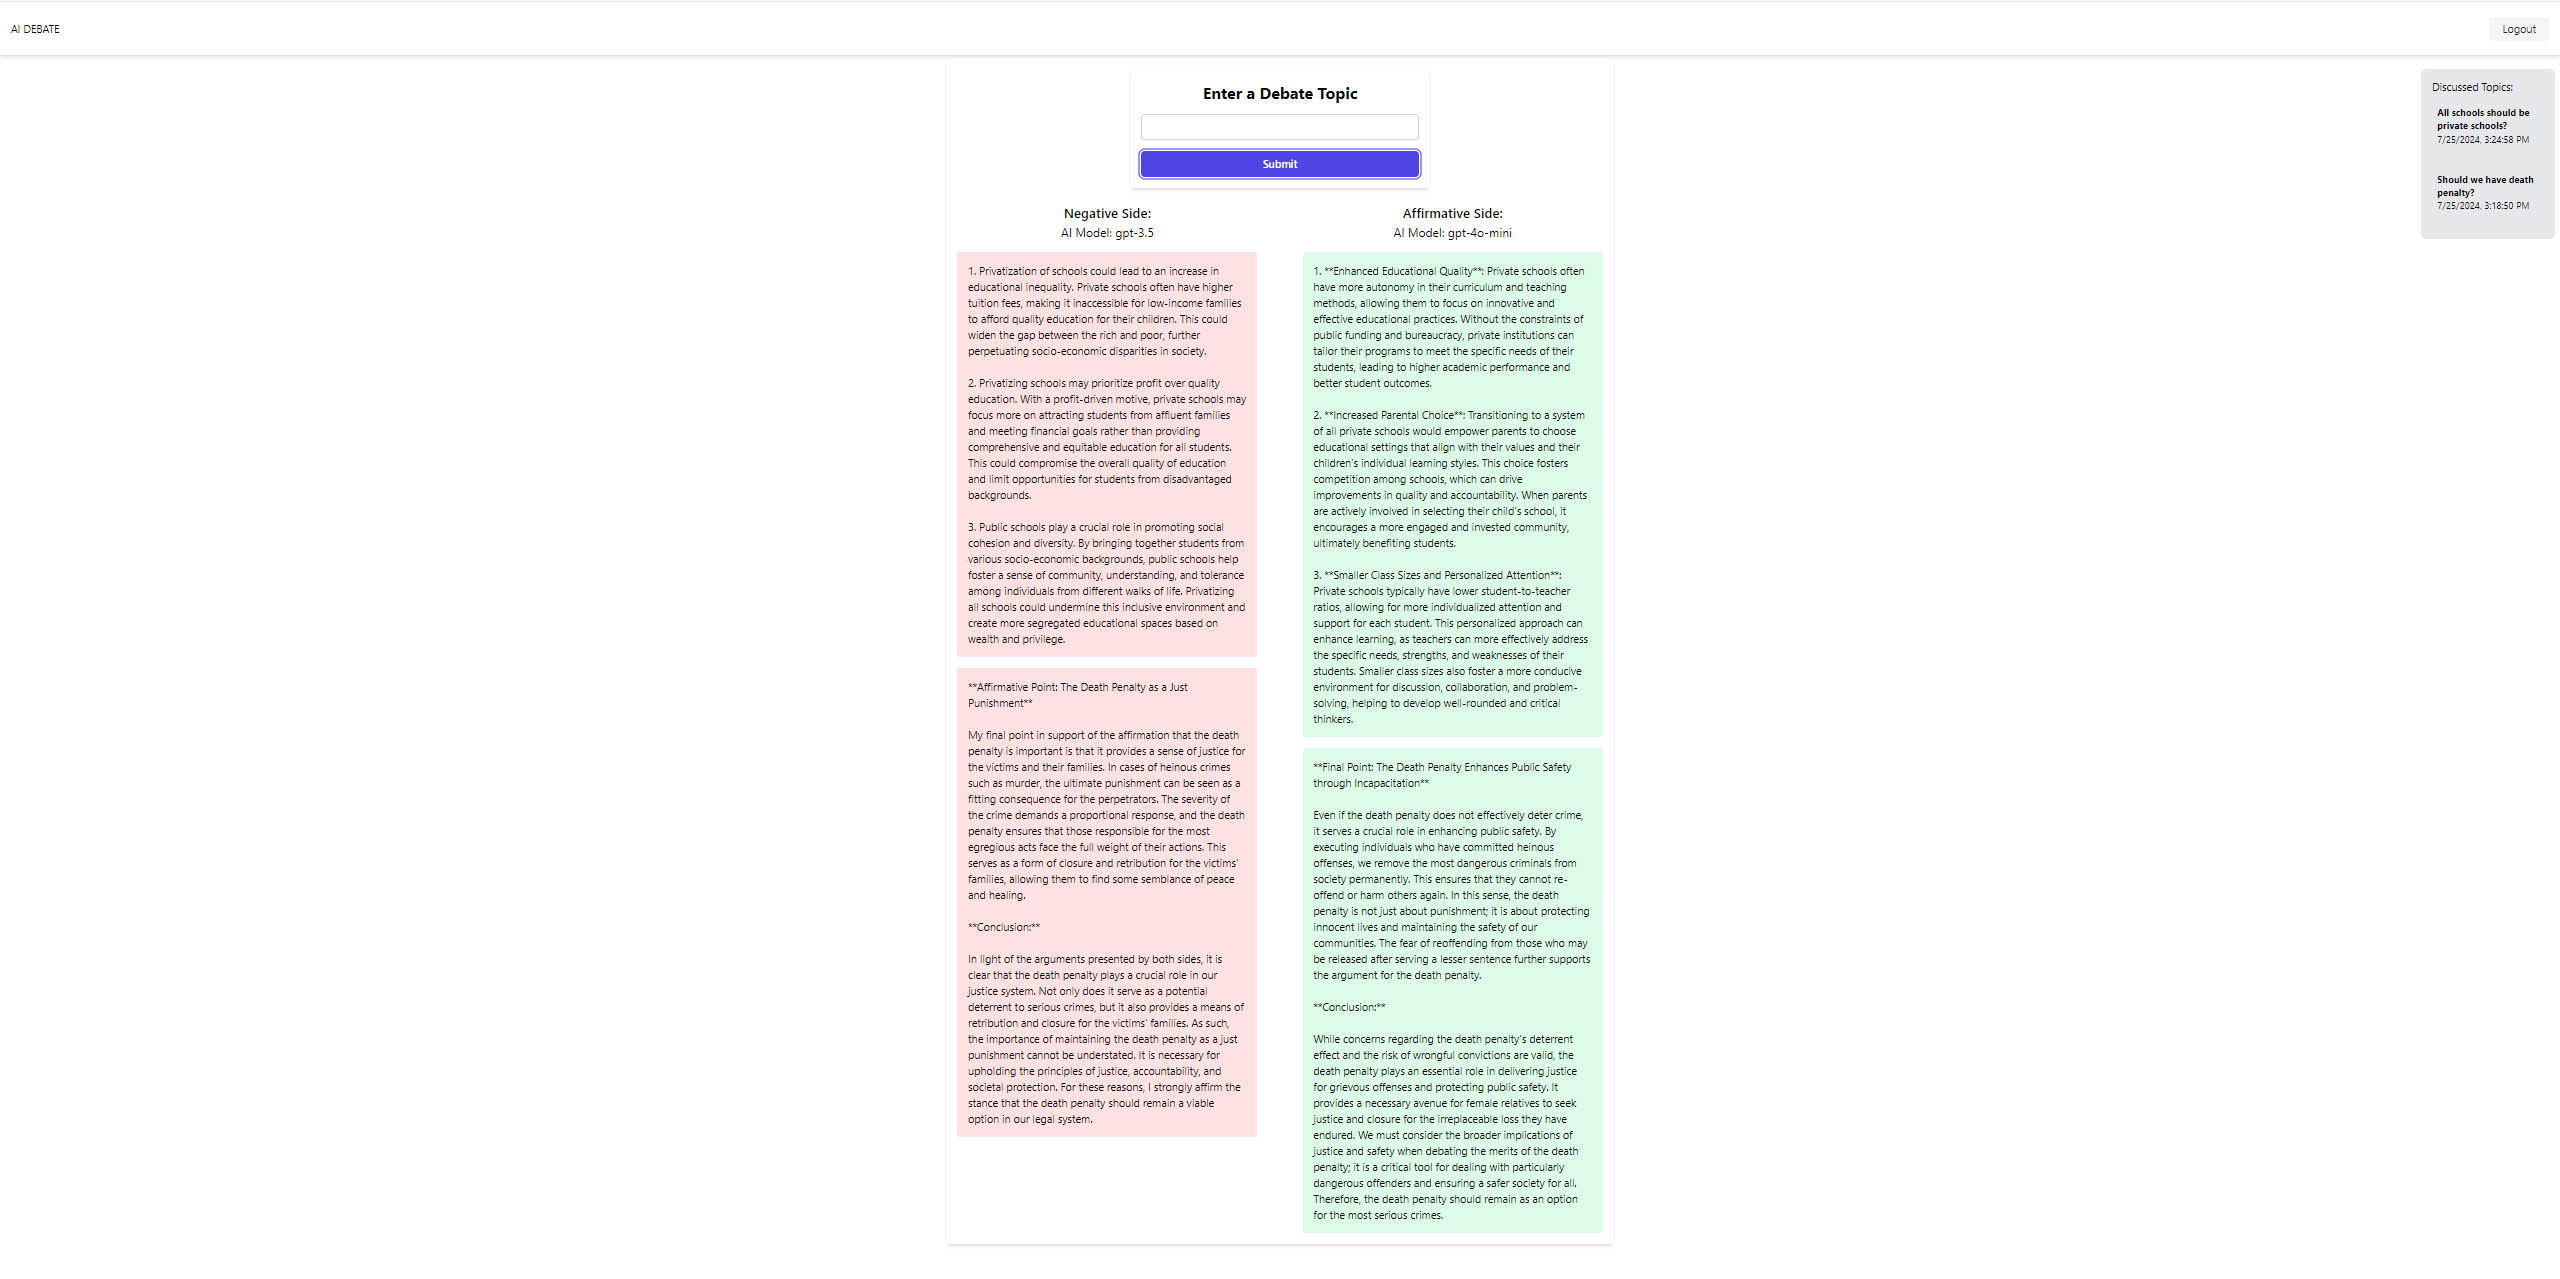 AI DEBATE
Logout
Enter a Debate Topic
Submit
Discussed Topics:
All schools should be
private schools?
7/25/2024, 3:24:58 PM
Should we have death
penalty?
7/25/2024, 3:18:50 PM
Negative Side:
AI Model: gpt-3.5
1. Privatization of schools could lead to an increase in
educational inequality. Private schools often have higher
tuition fees, making it inaccessible for low-income families
to afford quality education for their children. This could
widen the gap between the rich and poor, further
perpetuating socio-economic disparities in society.
2. Privatizing schools may prioritize profit over quality
education. With a profit-driven motive, private schools may
focus more on attracting students from affluent families
and meeting financial goals rather than providing
comprehensive and equitable education for all students.
This could compromise the overall quality of education
and limit opportunities for students from disadvantaged
backgrounds.
3. Public schools play a crucial role in promoting social
cohesion and diversity. By bringing together students from
various socio-economic backgrounds, public schools help
foster a sense of community, understanding, and tolerance
among individuals from different walks of life. Privatizing
all schools could undermine this inclusive environment and
create more segregated educational spaces based on
wealth and privilege.
**Affirmative Point: The Death Penalty as a Just
Punishment**
My final point in support of the affirmation that the death
penalty is important is that it provides a sense of justice for
the victims and their families. In cases of heinous crimes
such as murder, the ultimate punishment can be seen as a
fitting consequence for the perpetrators. The severity of
the crime demands a proportional response, and the death
penalty ensures that those responsible for the most
egregious acts face the full weight of their actions. This
serves as a form of closure and retribution for the victims'
families, allowing them to find some semblance of peace
and healing.
**Conclusion:**
In light of the arguments presented by both sides, it is
clear that the death penalty plays a crucial role in our
justice system. Not only does it serve as a potential
deterrent to serious crimes, but it also provides a means of
retribution and closure for the victims' families. As such,
the importance of maintaining the death penalty as a just
punishment cannot be understated. It is necessary for
upholding the principles of justice, accountability, and
societal protection. For these reasons, I strongly affirm the
stance that the death penalty should remain a viable
option in our legal system.
Affirmative Side:
AI Model: gpt-4o-mini
1. **Enhanced Educational Quality**: Private schools often
have more autonomy in their curriculum and teaching
methods, allowing them to focus on innovative and
effective educational practices. Without the constraints of
public funding and bureaucracy, private institutions can
tailor their programs to meet the specific needs of their
students, leading to higher academic performance and
better student outcomes.
2. **Increased Parental Choice**: Transitioning to a system
of all private schools would empower parents to choose
educational settings that align with their values and their
children's individual learning styles. This choice fosters
competition among schools, which can drive
improvements in quality and accountability. When parents
are actively involved in selecting their child's school, it
encourages a more engaged and invested community,
ultimately benefiting students.
3. **Smaller Class Sizes and Personalized Attention**:
Private schools typically have lower student-to-teacher
ratios, allowing for more individualized attention and
support for each student. This personalized approach can
enhance learning, as teachers can more effectively address
the specific needs, strengths, and weaknesses of their
students. Smaller class sizes also foster a more conducive
environment for discussion, collaboration, and problem-
solving, helping to develop well-rounded and critical
thinkers.
**Final Point: The Death Penalty Enhances Public Safety
through Incapacitation**
Even if the death penalty does not effectively deter crime,
it serves a crucial role in enhancing public safety. By
executing individuals who have committed heinous
offenses, we remove the most dangerous criminals from
society permanently. This ensures that they cannot re-
offend or harm others again. In this sense, the death
penalty is not just about punishment; it is about protecting
innocent lives and maintaining the safety of our
communities. The fear of reoffending from those who may
be released after serving a lesser sentence further supports
the argument for the death penalty.
**Conclusion:**
While concerns regarding the death penalty's deterrent
effect and the risk of wrongful convictions are valid, the
death penalty plays an essential role in delivering justice
for grievous offenses and protecting public safety. It
provides a necessary avenue for female relatives to seek
justice and closure for the irreplaceable loss they have
endured. We must consider the broader implications of
justice and safety when debating the merits of the death
penalty; it is a critical tool for dealing with particularly
dangerous offenders and ensuring a safer society for all.
Therefore, the death penalty should remain as an option
for the most serious crimes.